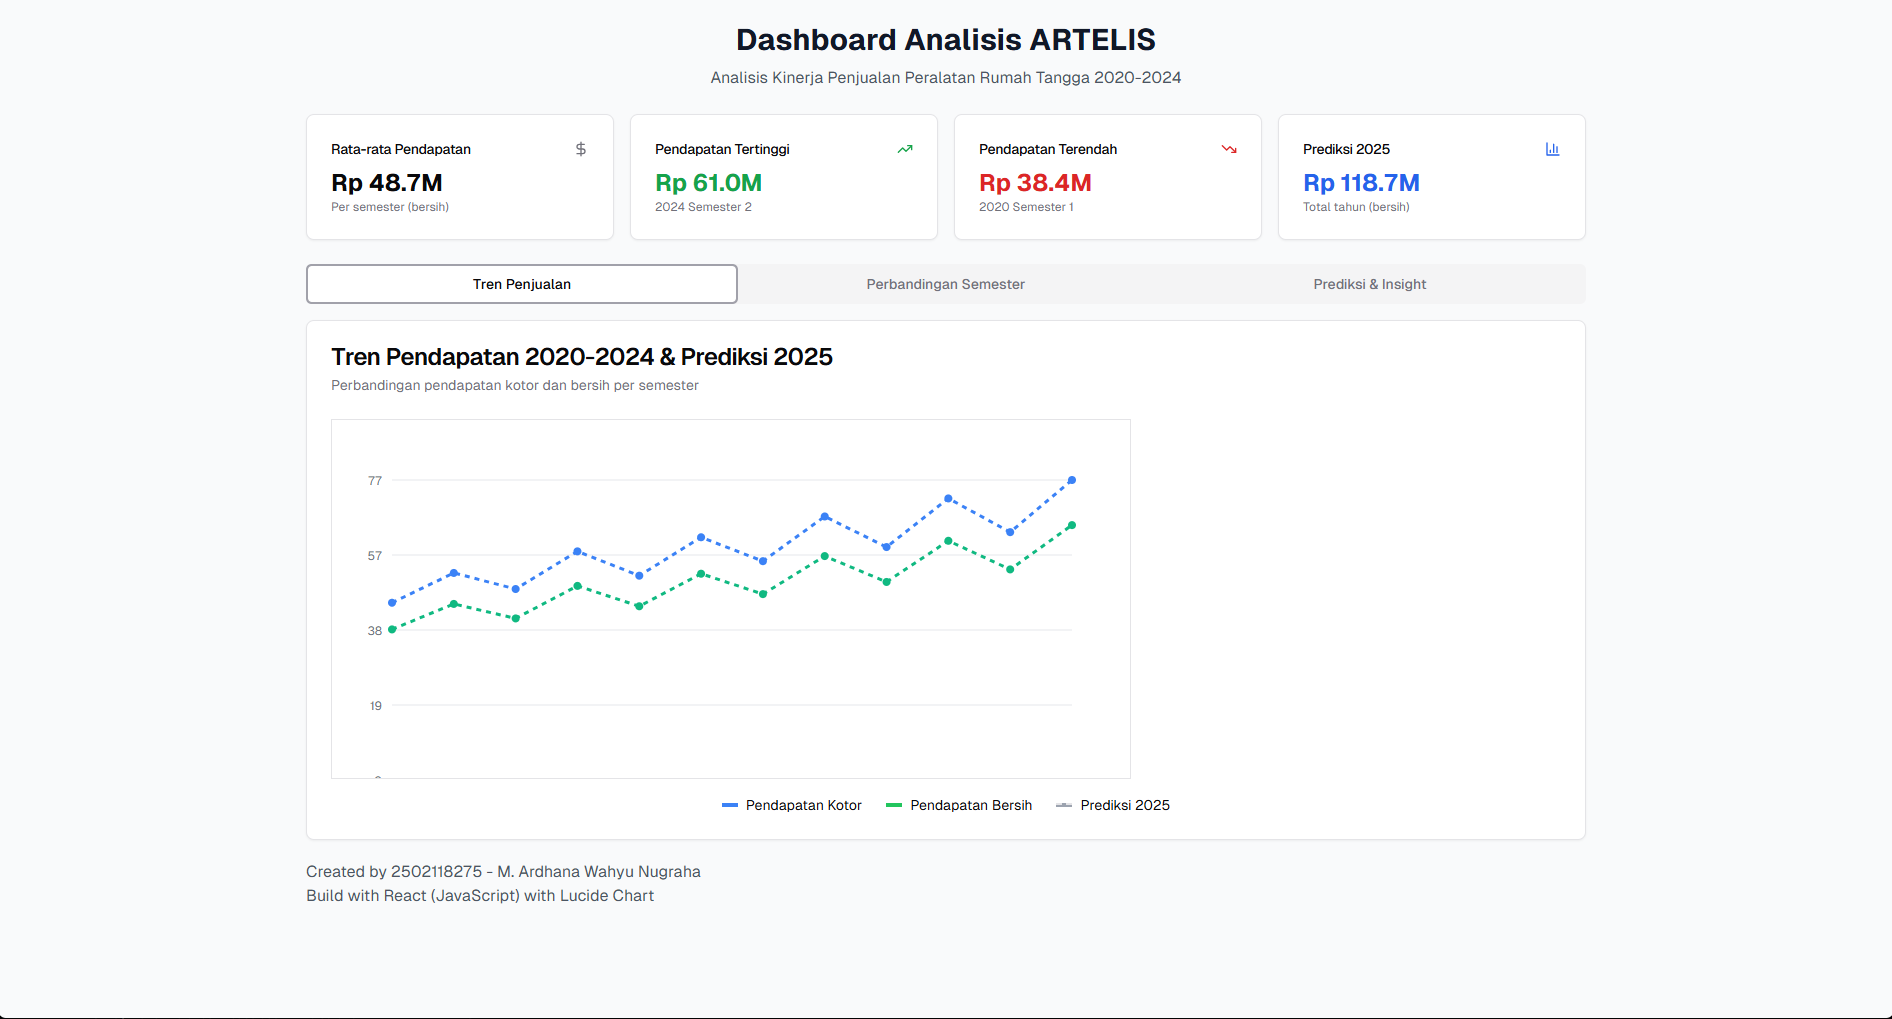 Dashboard Analisis ARTELIS
Analisis Kinerja Penjualan Peralatan Rumah Tangga 2020-2024
Rata-rata Pendapatan
Rp 48.7M
Per semester (bersih)
Pendapatan Tertinggi
Rp 61.0M
2024 Semester 2
Pendapatan Terendah
Rp 38.4M
2020 Semester 1
Prediksi 2025
Rp 118.7M
Total tahun (bersih)
Tren Penjualan
Perbandingan Semester
Prediksi & Insight
Tren Pendapatan 2020-2024 & Prediksi 2025
Perbandingan pendapatan kotor dan bersih per semester
77
57
38
19
Pendapatan Kotor
Pendapatan Bersih
Prediksi 2025
Created by 2502118275 - M. Ardhana Wahyu Nugraha
Build with React (JavaScript) with Lucide Chart